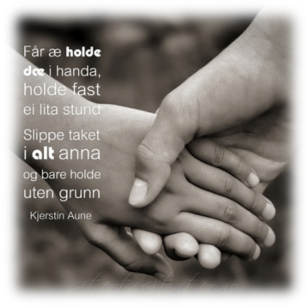 Får æ holde
dæ i handa,
holde fast
ei lita stund
Slippe taket
i alt anna
og bare holde
uten grunn
Kjerstin Aune